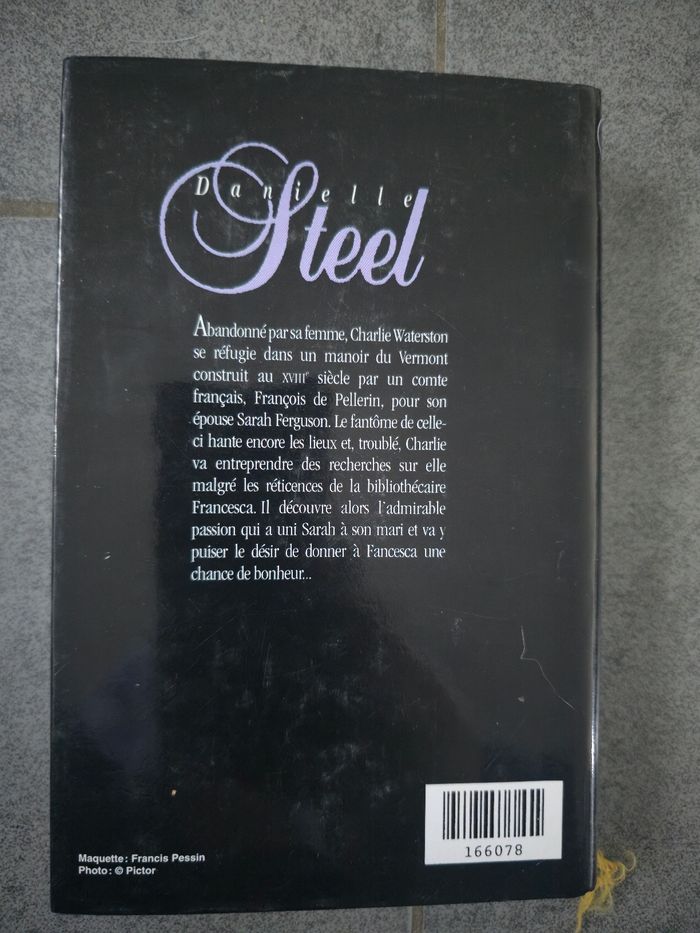 Danielle
Steel
Abandonné par sa femme, Charlie Waterston
se réfugie dans un manoir du Vermont
construit au XVIIIe siècle par un comte
français, François de Pellerin, pour son
épouse Sarah Ferguson. Le fantôme de celle-
ci hante encore les lieux et, troublé, Charlie
va entreprendre des recherches sur elle
malgré les réticences de la bibliothécaire
Francesca. Il découvre alors l'admirable
passion qui a uni Sarah à son mari et va y
puiser le désir de donner à Fancesca une
chance de bonheur...
166078
Maquette : Francis Pessin
Photo : © Pictor